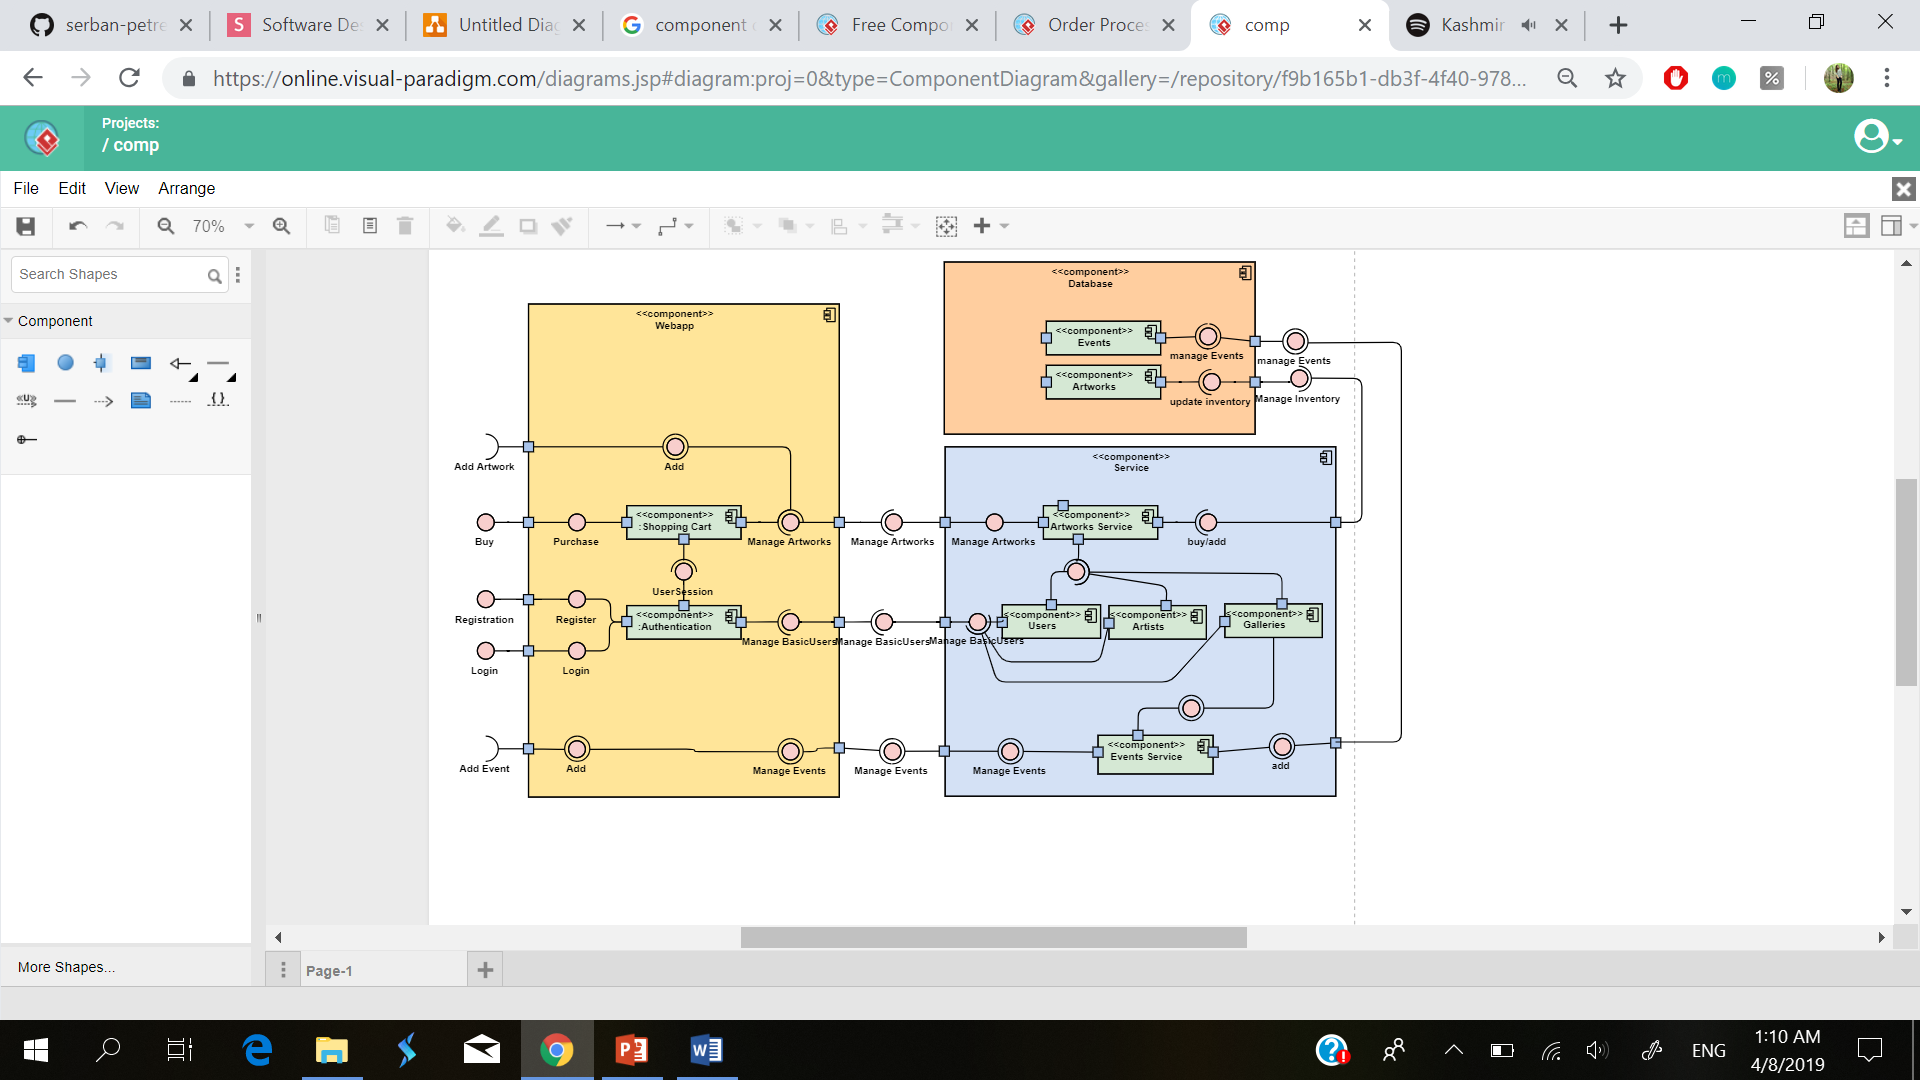 serban-petre
Software De
Untitled Dia
component
Free Compo
Order Proces
comp
Kashmir
https://online.visual-paradigm.com/diagrams.jsp#diagram:proj=0&type=ComponentDiagram&gallery=/repository/f9b165b1-db3f-4f40-978...
Projects:
/ comp
File Edit View Arrange
70%
Search Shapes
Component
<<U>>
{.}
More Shapes...
<<component>>
Database
<<component>>
Events
manage Events
manage Events
<<component>>
Artworks
update inventory
Manage Inventory
<<component>>
Webapp
Add Artwork
Add
Buy
Purchase
<<component>>
:Shopping Cart
Manage Artworks
Manage Artworks
UserSession
Registration
Register
<<component>>
:Authentication
Manage BasicUsers
Manage BasicUsers
Login
Login
Add Event
Add
Manage Events
Manage Events
<<component>>
Service
Manage Artworks
<<component>>
Artworks Service
buy/add
Manage BasicUsers
<<component>>
Users
<<component>>
Artists
<<component>>
Galleries
Manage Events
<<component>>
Events Service
add
Page-1
ENG
1:10 AM
4/8/2019